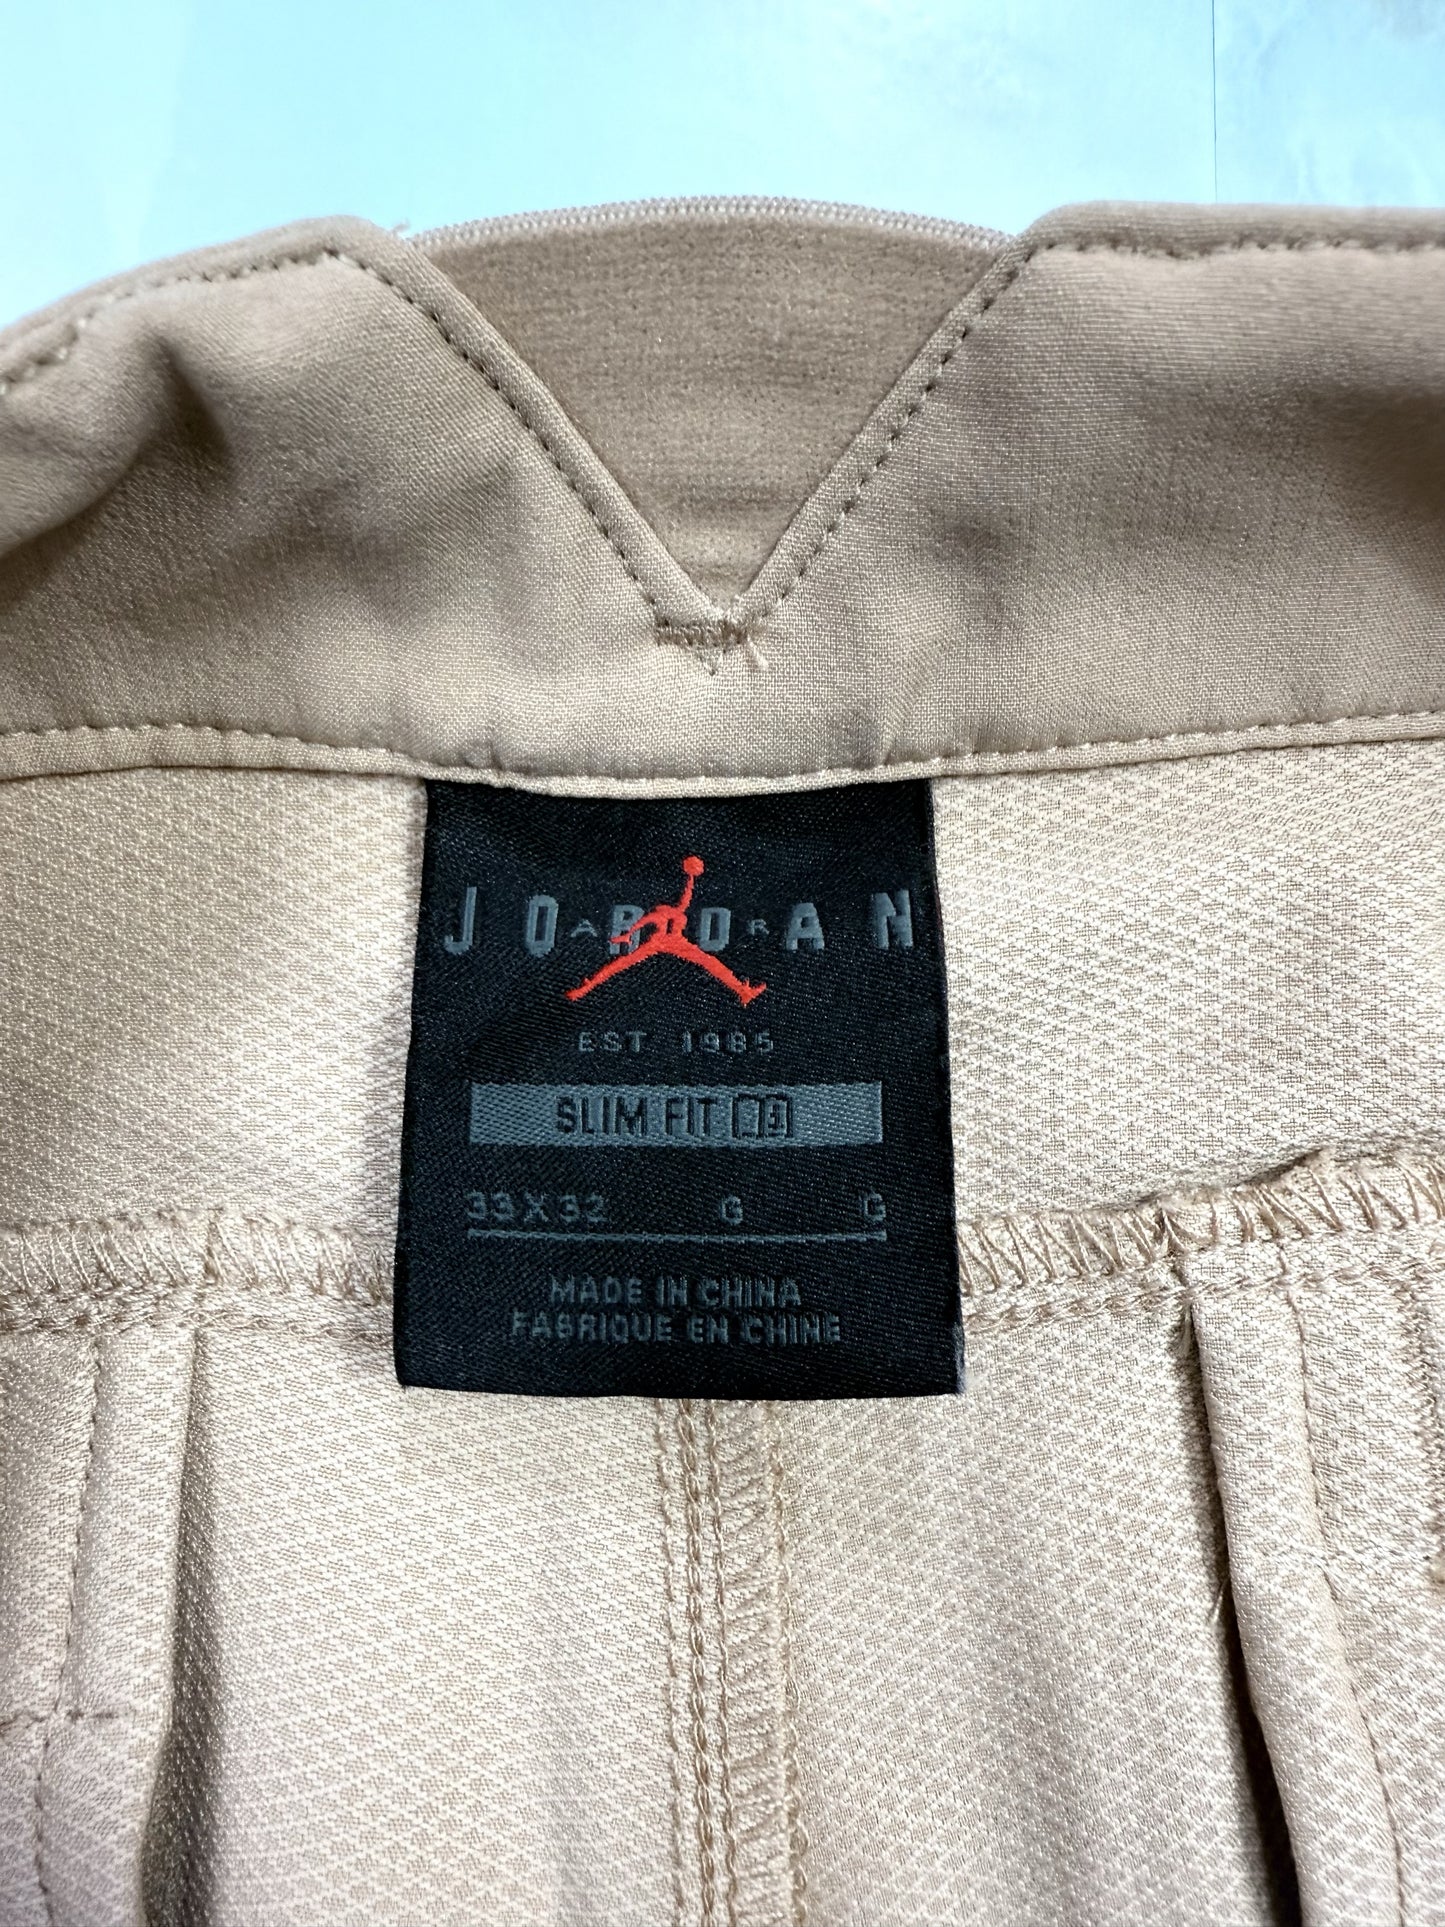 JORDAN
AIR
EST. 1985
SLIM FIT
33X32 G G
MADE IN CHINA
FABRIQUE EN CHINE